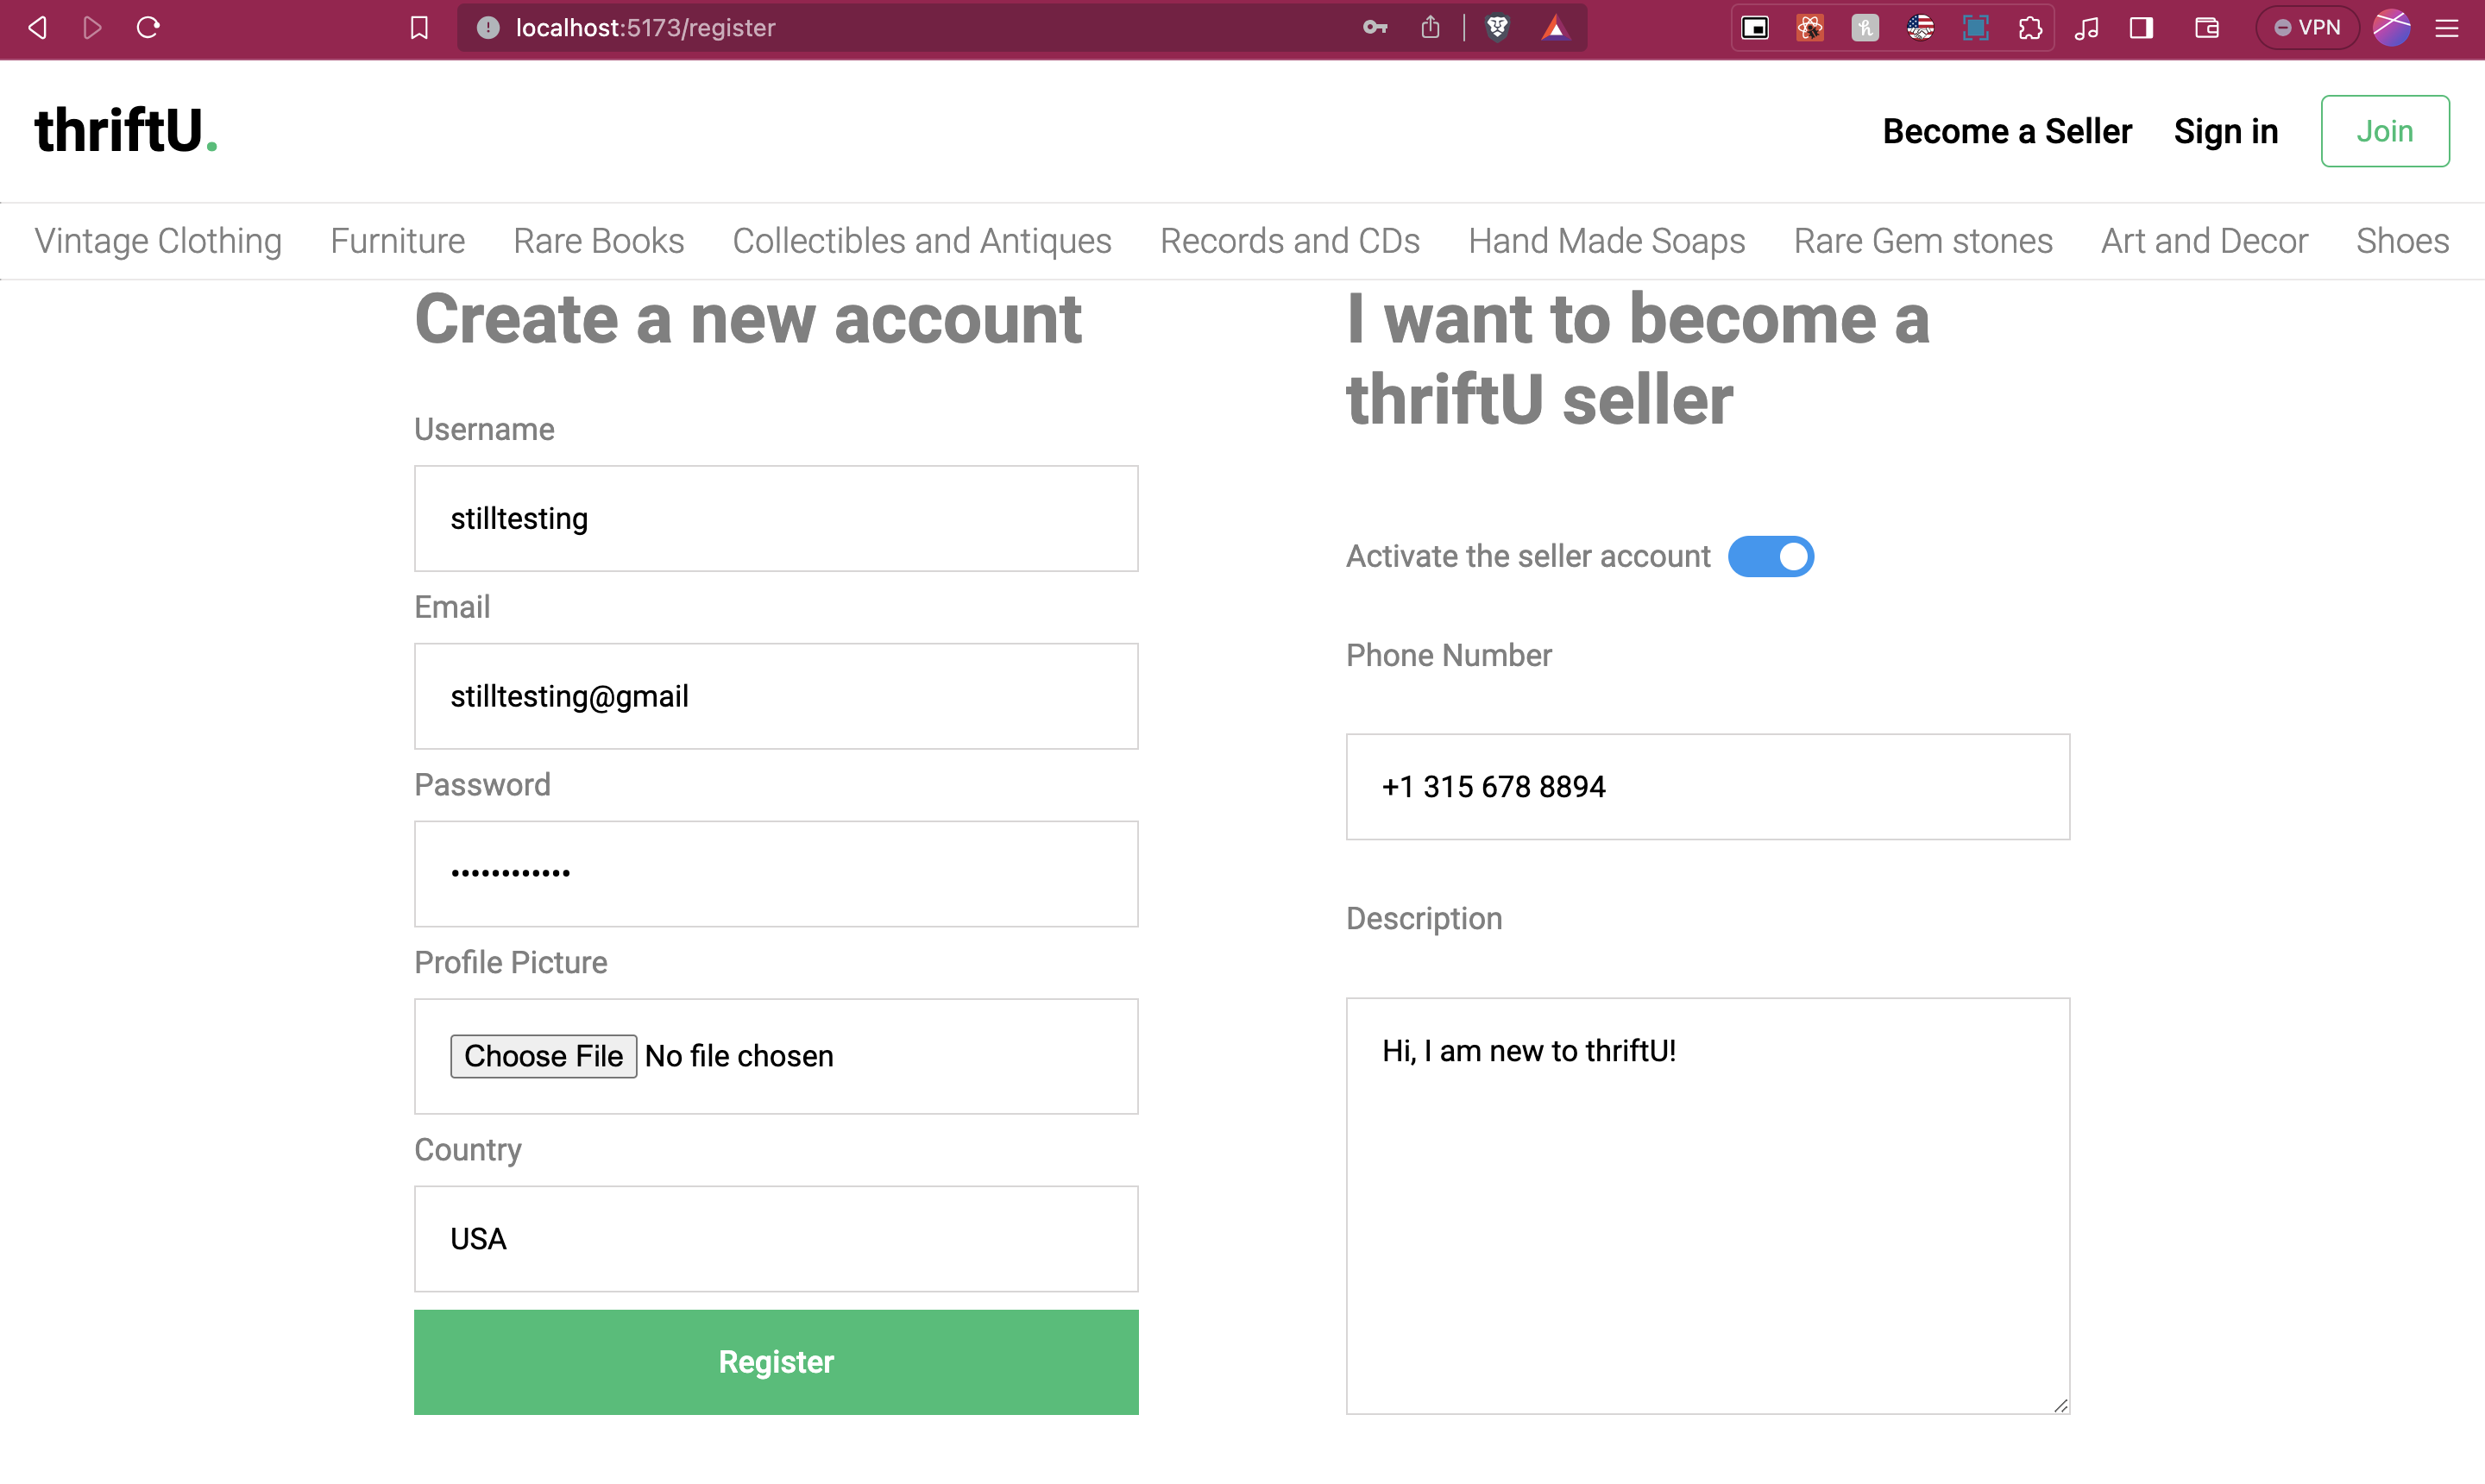 localhost:5173/register
VPN
thriftU.
Become a Seller
Sign in
Join
Vintage Clothing
Furniture
Rare Books
Collectibles and Antiques
Records and CDs
Hand Made Soaps
Rare Gem stones
Art and Decor
Shoes
Create a new account
Username
stilltesting
Email
stilltesting@gmail
Password
••••••••••••
Profile Picture
Choose File No file chosen
Country
USA
Register
I want to become a
thriftU seller
Activate the seller account
Phone Number
+1 315 678 8894
Description
Hi, I am new to thriftU!